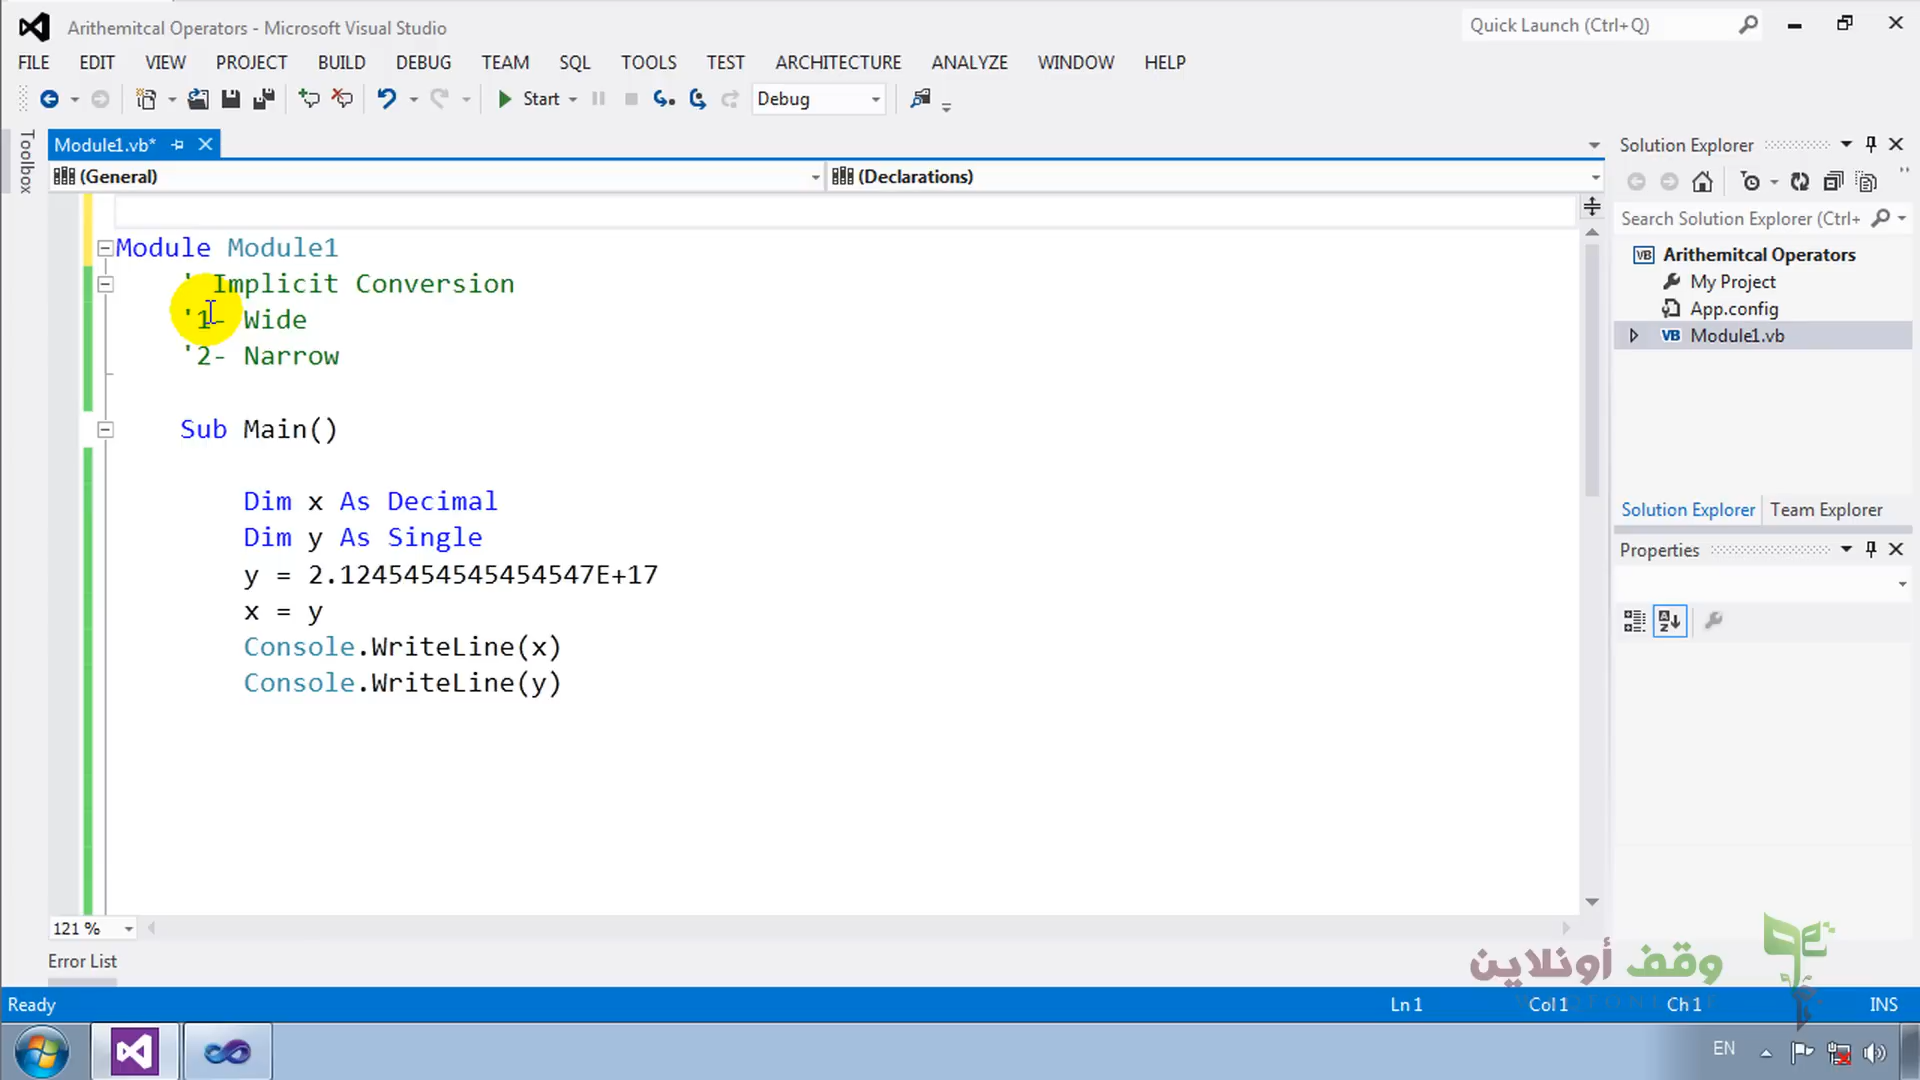 Arithemitcal Operators - Microsoft Visual Studio
Quick Launch (Ctrl+Q)
FILE EDIT VIEW PROJECT BUILD DEBUG TEAM SQL TOOLS TEST ARCHITECTURE ANALYZE WINDOW HELP
Start Debug
Toolbox
Module1.vb*
(General) (Declarations)
Module Module1
' Implicit Conversion
'1- Wide
'2- Narrow
Sub Main()
Dim x As Decimal
Dim y As Single
y = 2.1245454545454547E+17
x = y
Console.WriteLine(x)
Console.WriteLine(y)
121 %
Error List
Solution Explorer
Search Solution Explorer (Ctrl+
VB Arithemitcal Operators
My Project
App.config
VB Module1.vb
Solution Explorer Team Explorer
Properties
وقف أونلاين
Ready Ln 1 Col 1 Ch 1 INS
EN